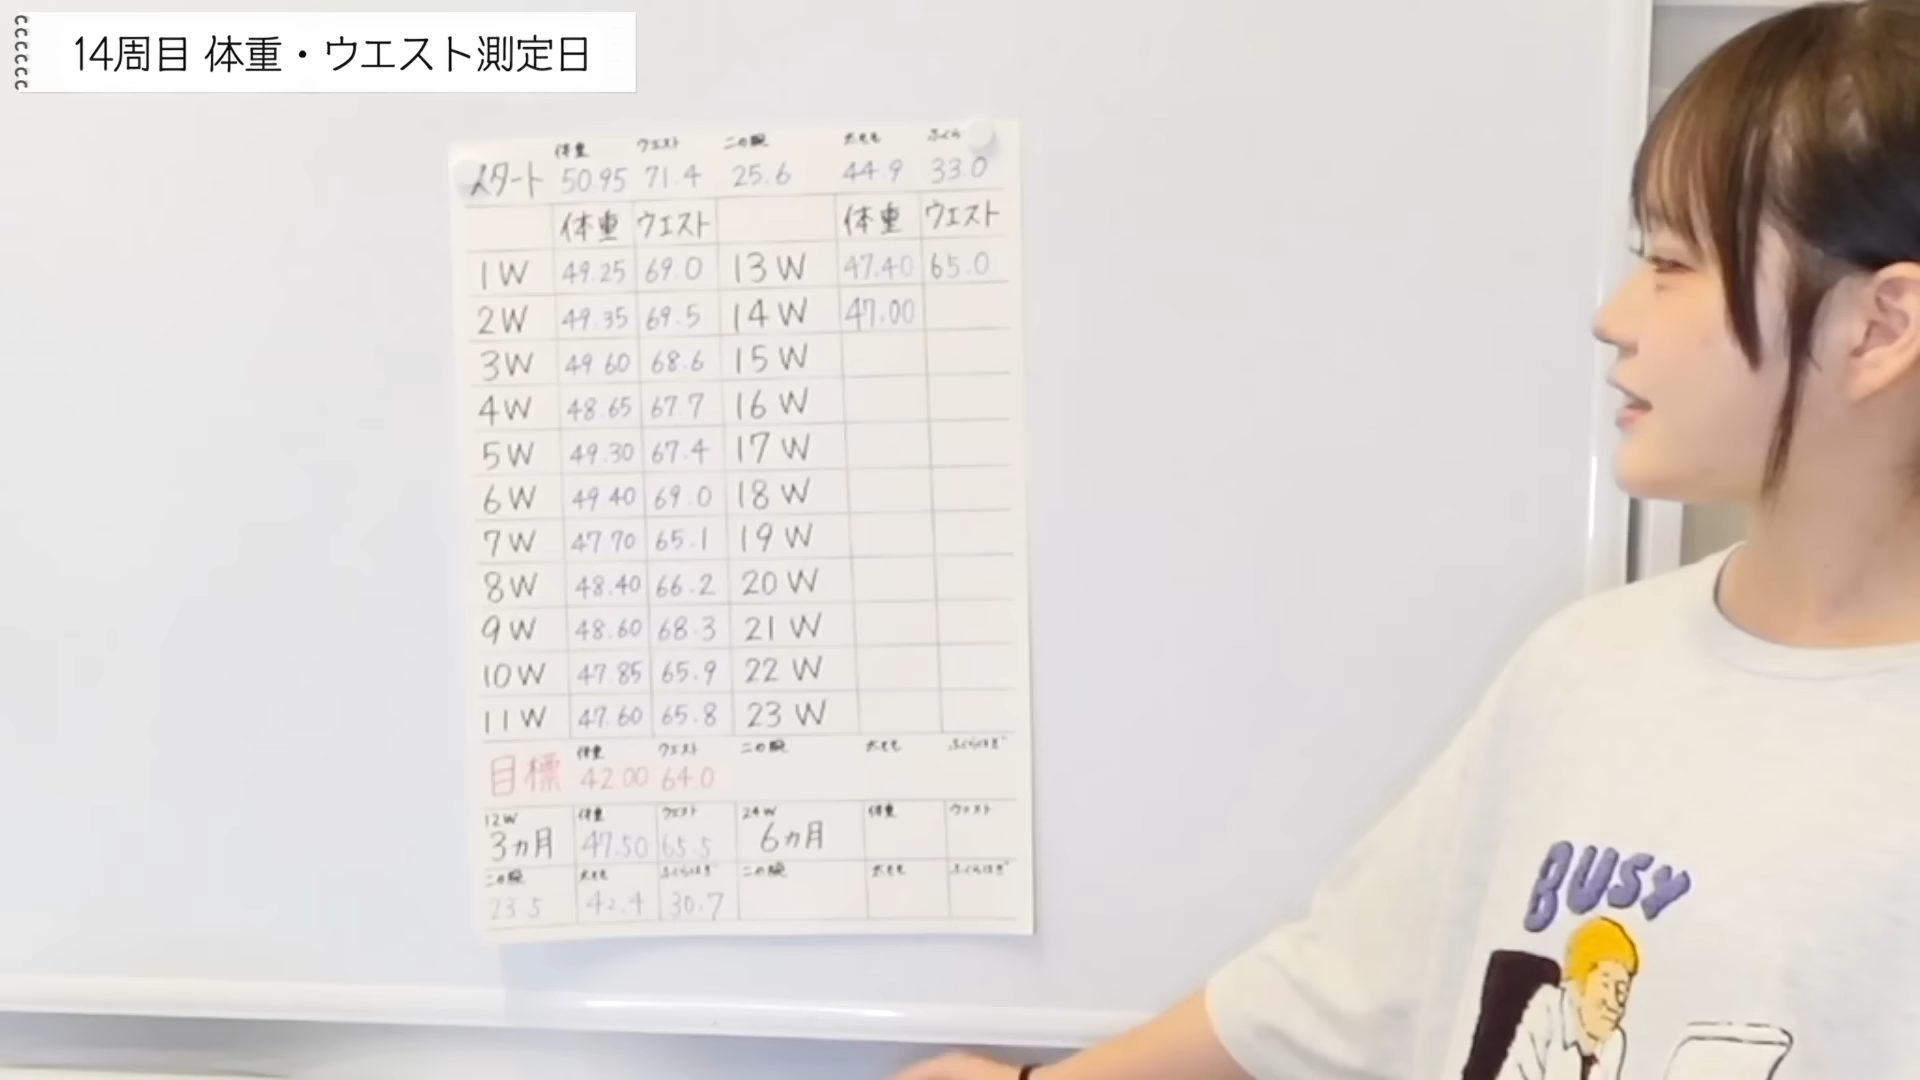 14周目 体重・ウエスト測定日
体重 ウエスト 二の腕 太もも ふくら
スタート 50.95 71.4 25.6 44.9 33.0
体重 ウエスト 体重 ウエスト
1W 49.25 69.0 13W 47.40 65.0
2W 49.35 69.5 14W 47.00
3W 49.60 68.6 15W
4W 48.65 67.7 16W
5W 49.30 67.4 17W
6W 49.40 69.0 18W
7W 47.70 65.1 19W
8W 48.40 66.2 20W
9W 48.60 68.3 21W
10W 47.85 65.9 22W
11W 47.60 65.8 23W
体重 ウエスト 二の腕 太もも ふくらはぎ
目標 42.00 64.0
12W 体重 ウエスト 24W 体重 ウエスト
3ヵ月 47.50 65.5 6ヵ月
二の腕 太もも ふくらはぎ 二の腕 太もも ふくらはぎ
23.5 42.4 30.7
BUSY